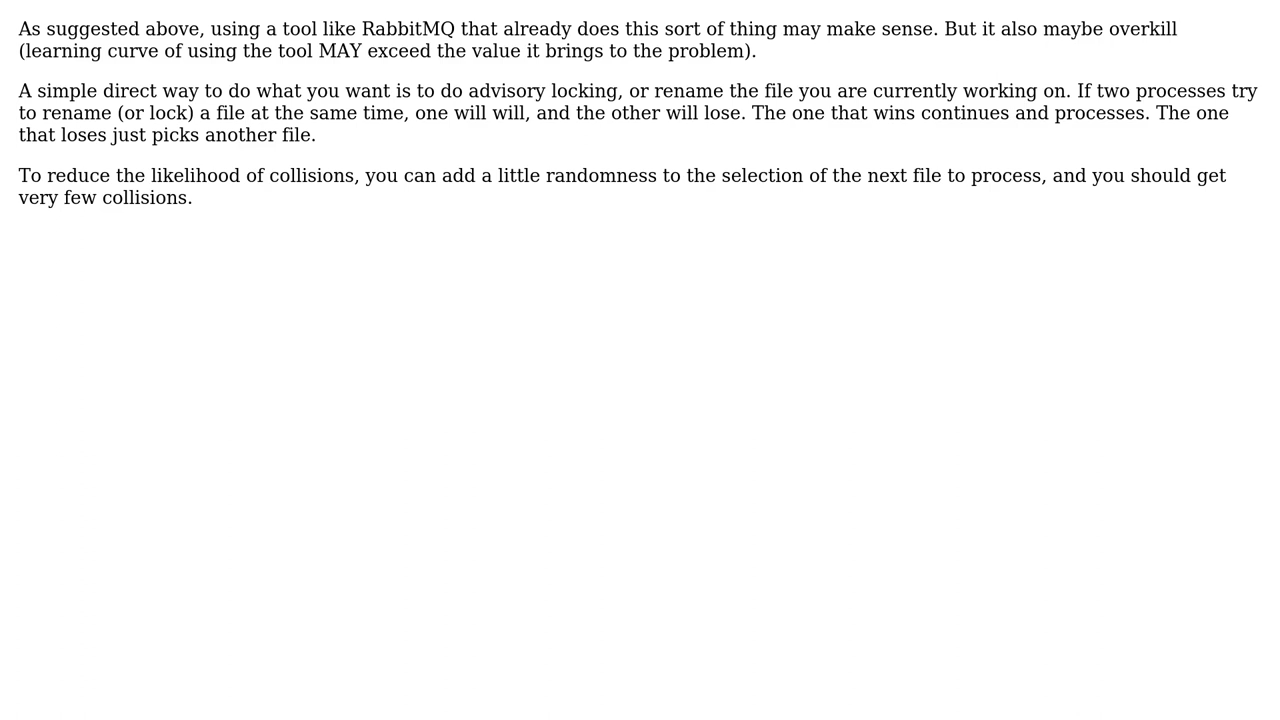 As suggested above, using a tool like RabbitMQ that already does this sort of thing may make sense. But it also maybe overkill
(learning curve of using the tool MAY exceed the value it brings to the problem).
A simple direct way to do what you want is to do advisory locking, or rename the file you are currently working on. If two processes try
to rename (or lock) a file at the same time, one will will, and the other will lose. The one that wins continues and processes. The one
that loses just picks another file.
To reduce the likelihood of collisions, you can add a little randomness to the selection of the next file to process, and you should get
very few collisions.